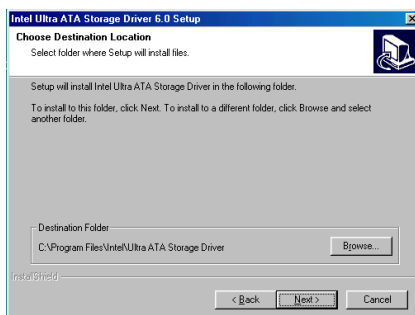 Intel Ultra ATA Storage Driver 6.0 Setup
Choose Destination Location
Select folder where Setup will install files.
Setup will install Intel Ultra ATA Storage Driver in the following folder.
To install to this folder, click Next. To install to a different folder, click Browse and select
another folder.
Destination Folder
C:\Program Files\Intel\Ultra ATA Storage Driver
Browse...
InstallShield
< Back
Next >
Cancel